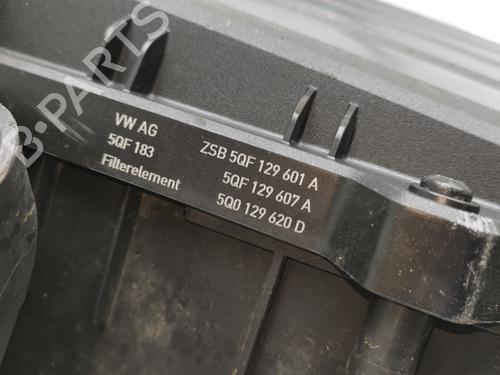 B-PARTS
VW AG
5QF 183
Filterelement
ZSB 5QF 129 601 A
5QF 129 607 A
5Q0 129 620 D